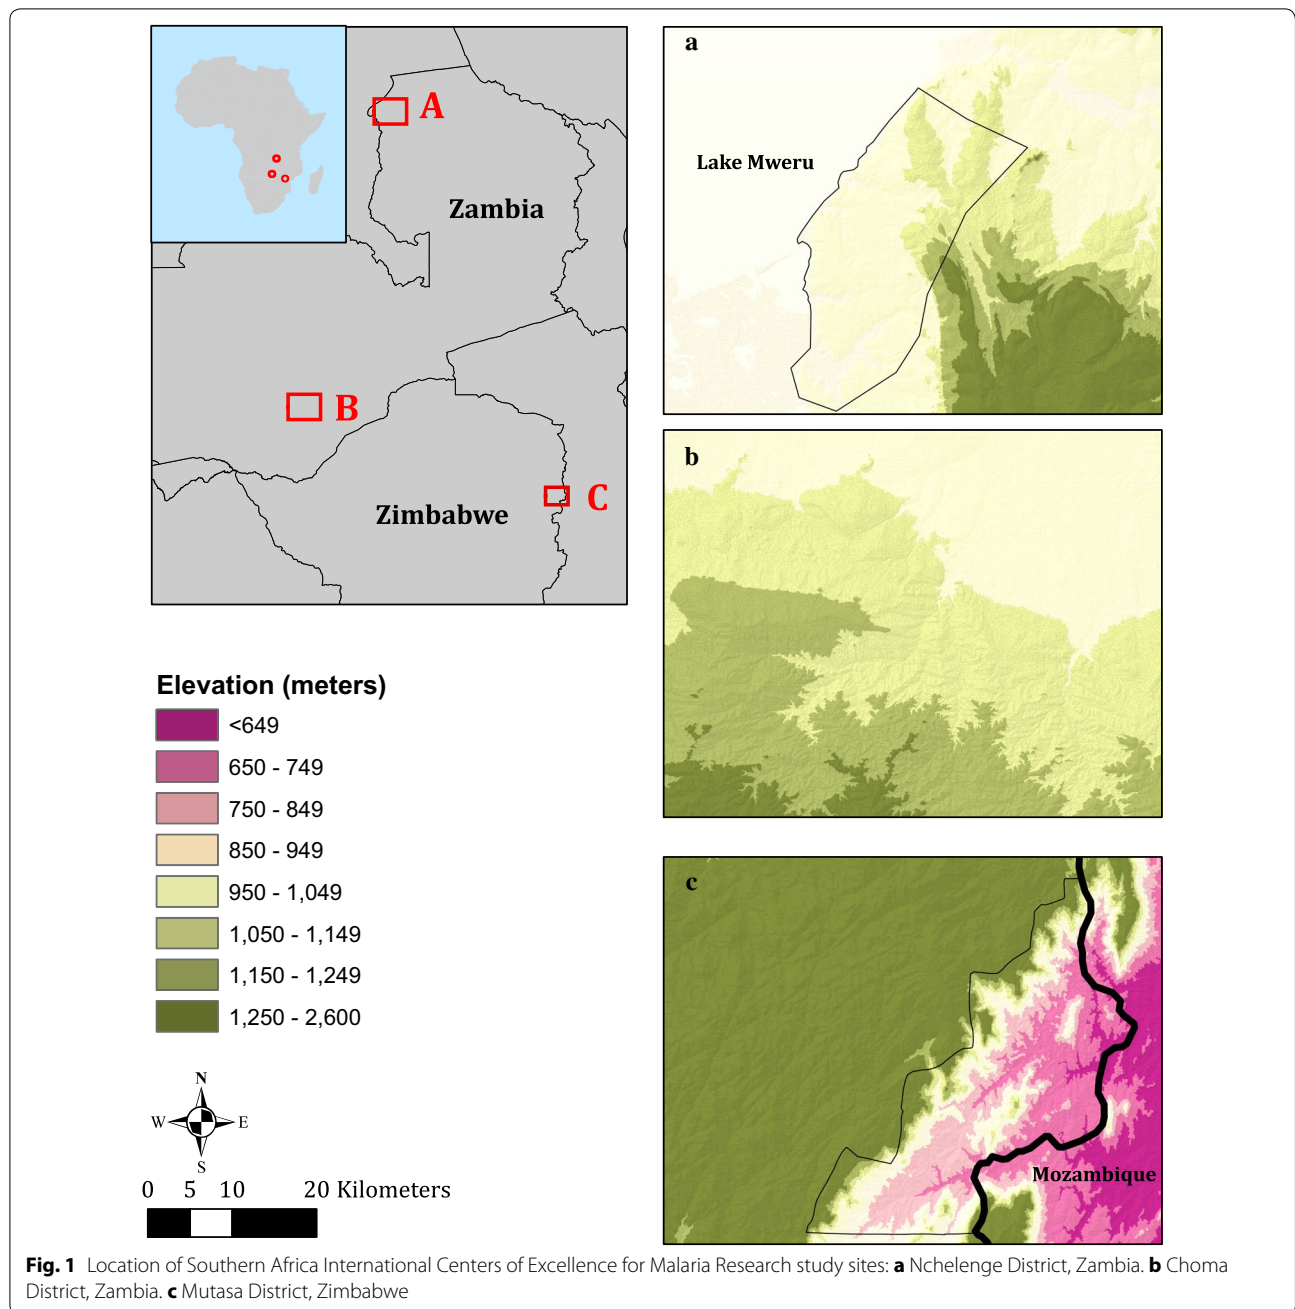 A
Zambia
B
Zimbabwe
C
a
Lake Mweru
b
c
Mozambique
Elevation (meters)
<649
650 - 749
750 - 849
850 - 949
950 - 1,049
1,050 - 1,149
1,150 - 1,249
1,250 - 2,600
N
W E
S
0 5 10 20 Kilometers
Fig. 1 Location of Southern Africa International Centers of Excellence for Malaria Research study sites: a Nchelenge District, Zambia. b Choma
District, Zambia. c Mutasa District, Zimbabwe